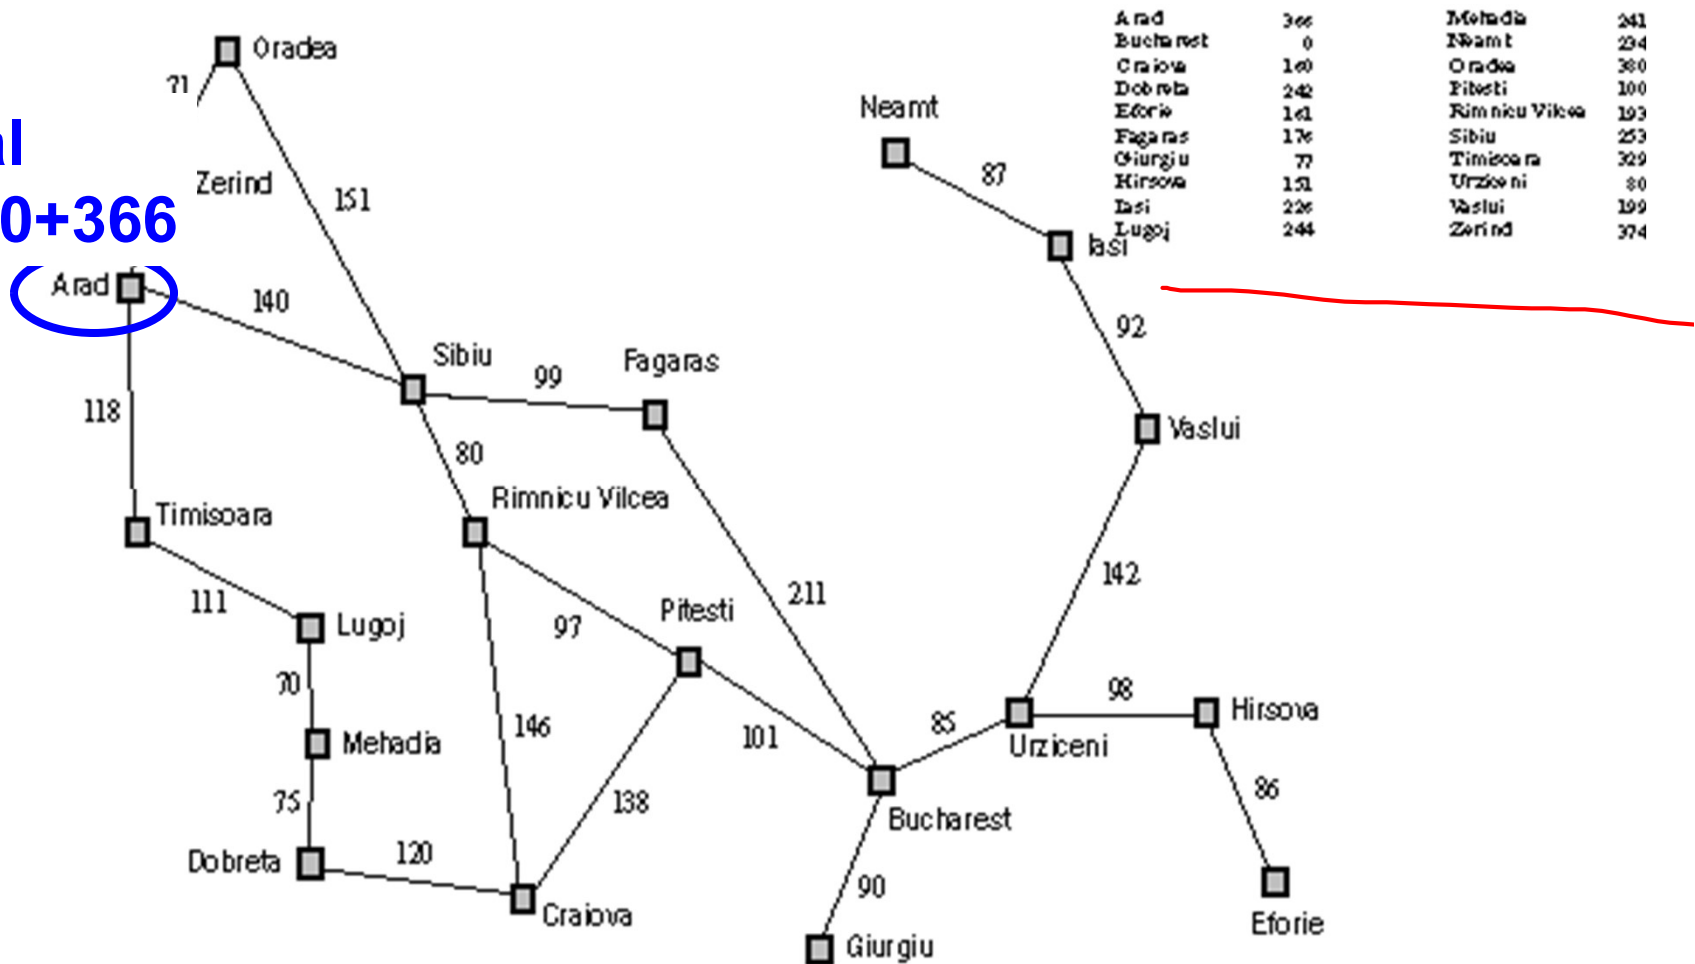 Oradea
71
al
0+366
Zerind
151
Neamt
87
Arad 366 Mehadia 241
Bucharest 0 Neamt 234
Craiova 160 Oradea 380
Dobreta 242 Pitesti 100
Eforie 161 Rimnicu Vilcea 193
Fagaras 176 Sibiu 253
Giurgiu 77 Timisoara 329
Hirsova 151 Urziceni 80
Iasi 226 Vaslui 199
Lugoj 244 Zerind 374
Iasi
Arad
140
92
Sibiu
Fagaras
99
118
Vaslui
80
Rimnicu Vilcea
Timisoara
142
111
211
Pitesti
Lugoj
97
70
98
Hirsova
146
85
Mehadia
101
Urziceni
75
138
86
Bucharest
Dobreta
120
90
Craiova
Eforie
Giurgiu